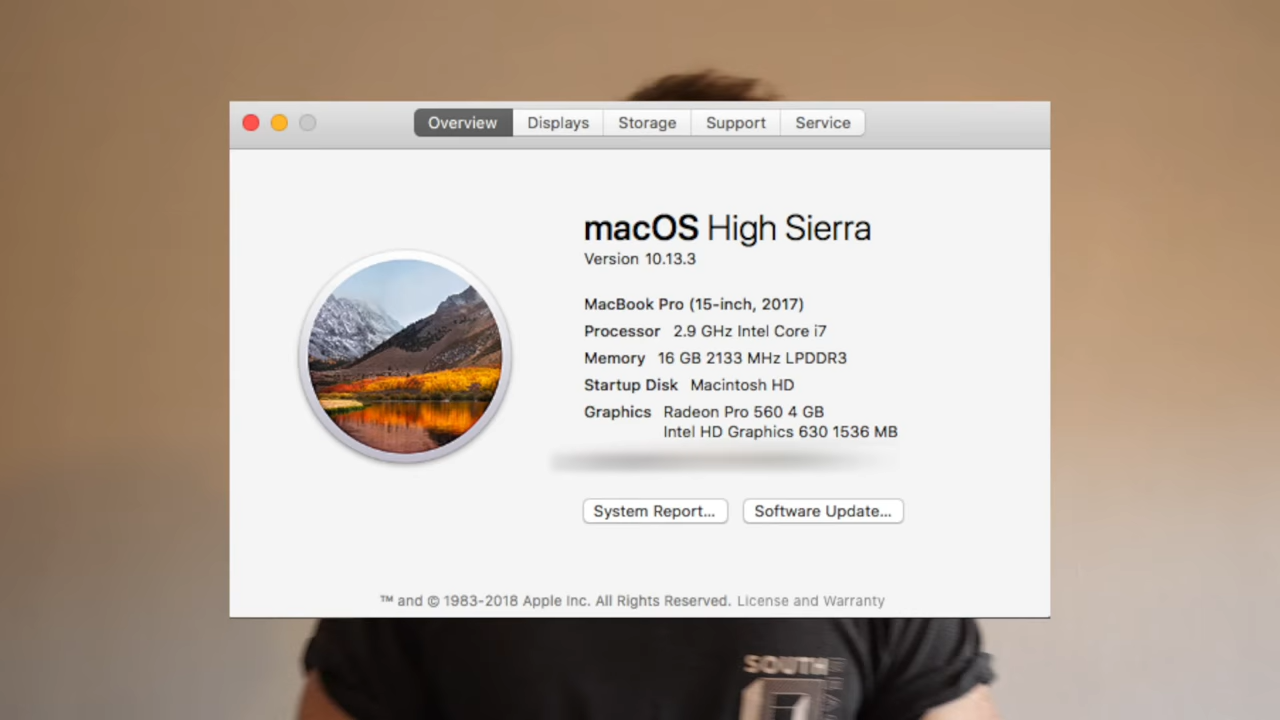 Overview Displays Storage Support Service
macOS High Sierra
Version 10.13.3
MacBook Pro (15-inch, 2017)
Processor 2.9 GHz Intel Core i7
Memory 16 GB 2133 MHz LPDDR3
Startup Disk Macintosh HD
Graphics Radeon Pro 560 4 GB
Intel HD Graphics 630 1536 MB
System Report... Software Update...
™ and © 1983-2018 Apple Inc. All Rights Reserved. License and Warranty
SOUTH